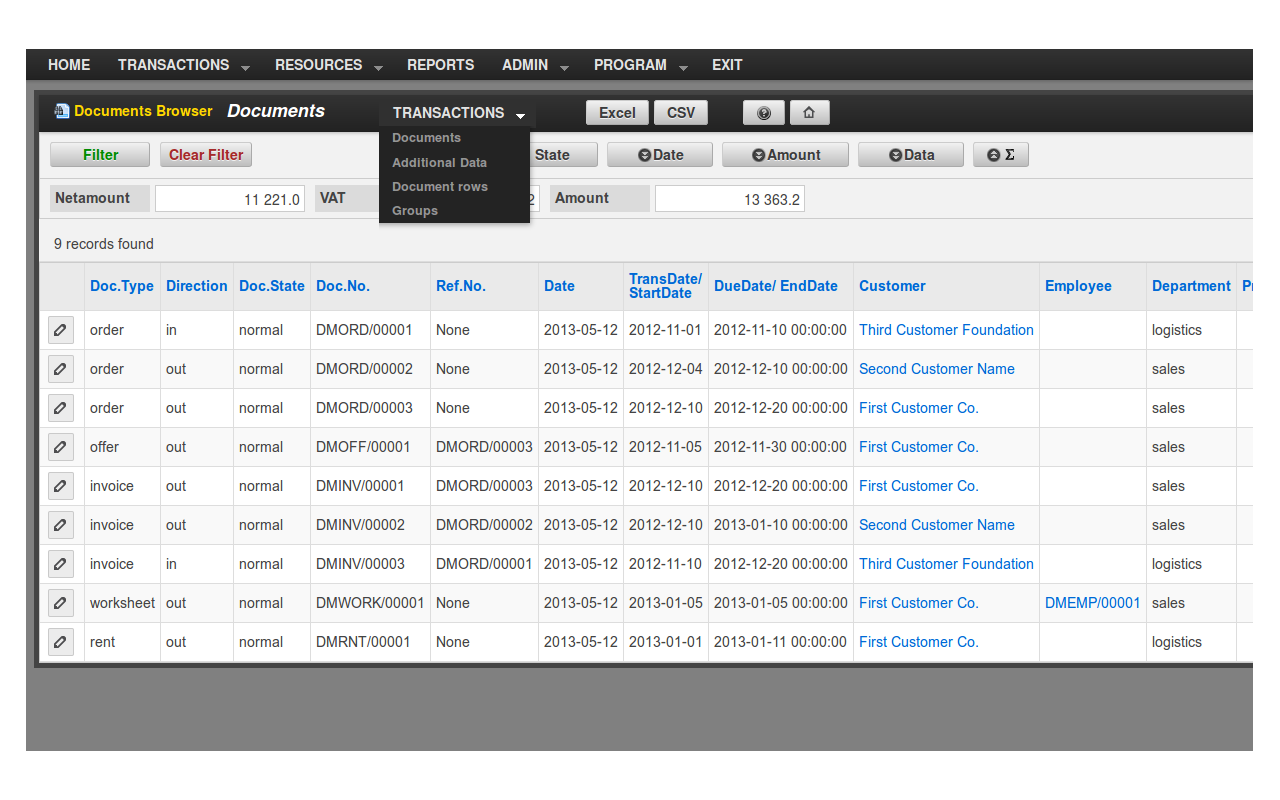 HOME TRANSACTIONS RESOURCES REPORTS ADMIN PROGRAM EXIT
Documents Browser Documents TRANSACTIONS Excel CSV
Documents
Additional Data
Document rows
Groups
Filter Clear Filter State Date Amount Data Σ
Netamount 11 221.0 VAT 2 Amount 13 363.2
9 records found
Doc.Type Direction Doc.State Doc.No. Ref.No. Date TransDate/ StartDate DueDate/ EndDate Customer Employee Department
order in normal DMORD/00001 None 2013-05-12 2012-11-01 2012-11-10 00:00:00 Third Customer Foundation logistics
order out normal DMORD/00002 None 2013-05-12 2012-12-04 2012-12-10 00:00:00 Second Customer Name sales
order out normal DMORD/00003 None 2013-05-12 2012-12-10 2012-12-20 00:00:00 First Customer Co. sales
offer out normal DMOFF/00001 DMORD/00003 2013-05-12 2012-11-05 2012-11-30 00:00:00 First Customer Co. sales
invoice out normal DMINV/00001 DMORD/00003 2013-05-12 2012-12-10 2012-12-20 00:00:00 First Customer Co. sales
invoice out normal DMINV/00002 DMORD/00002 2013-05-12 2012-12-10 2013-01-10 00:00:00 Second Customer Name sales
invoice in normal DMINV/00003 DMORD/00001 2013-05-12 2012-11-10 2012-12-20 00:00:00 Third Customer Foundation logistics
worksheet out normal DMWORK/00001 None 2013-05-12 2013-01-05 2013-01-05 00:00:00 First Customer Co. DMEMP/00001 sales
rent out normal DMRNT/00001 None 2013-05-12 2013-01-01 2013-01-11 00:00:00 First Customer Co. logistics